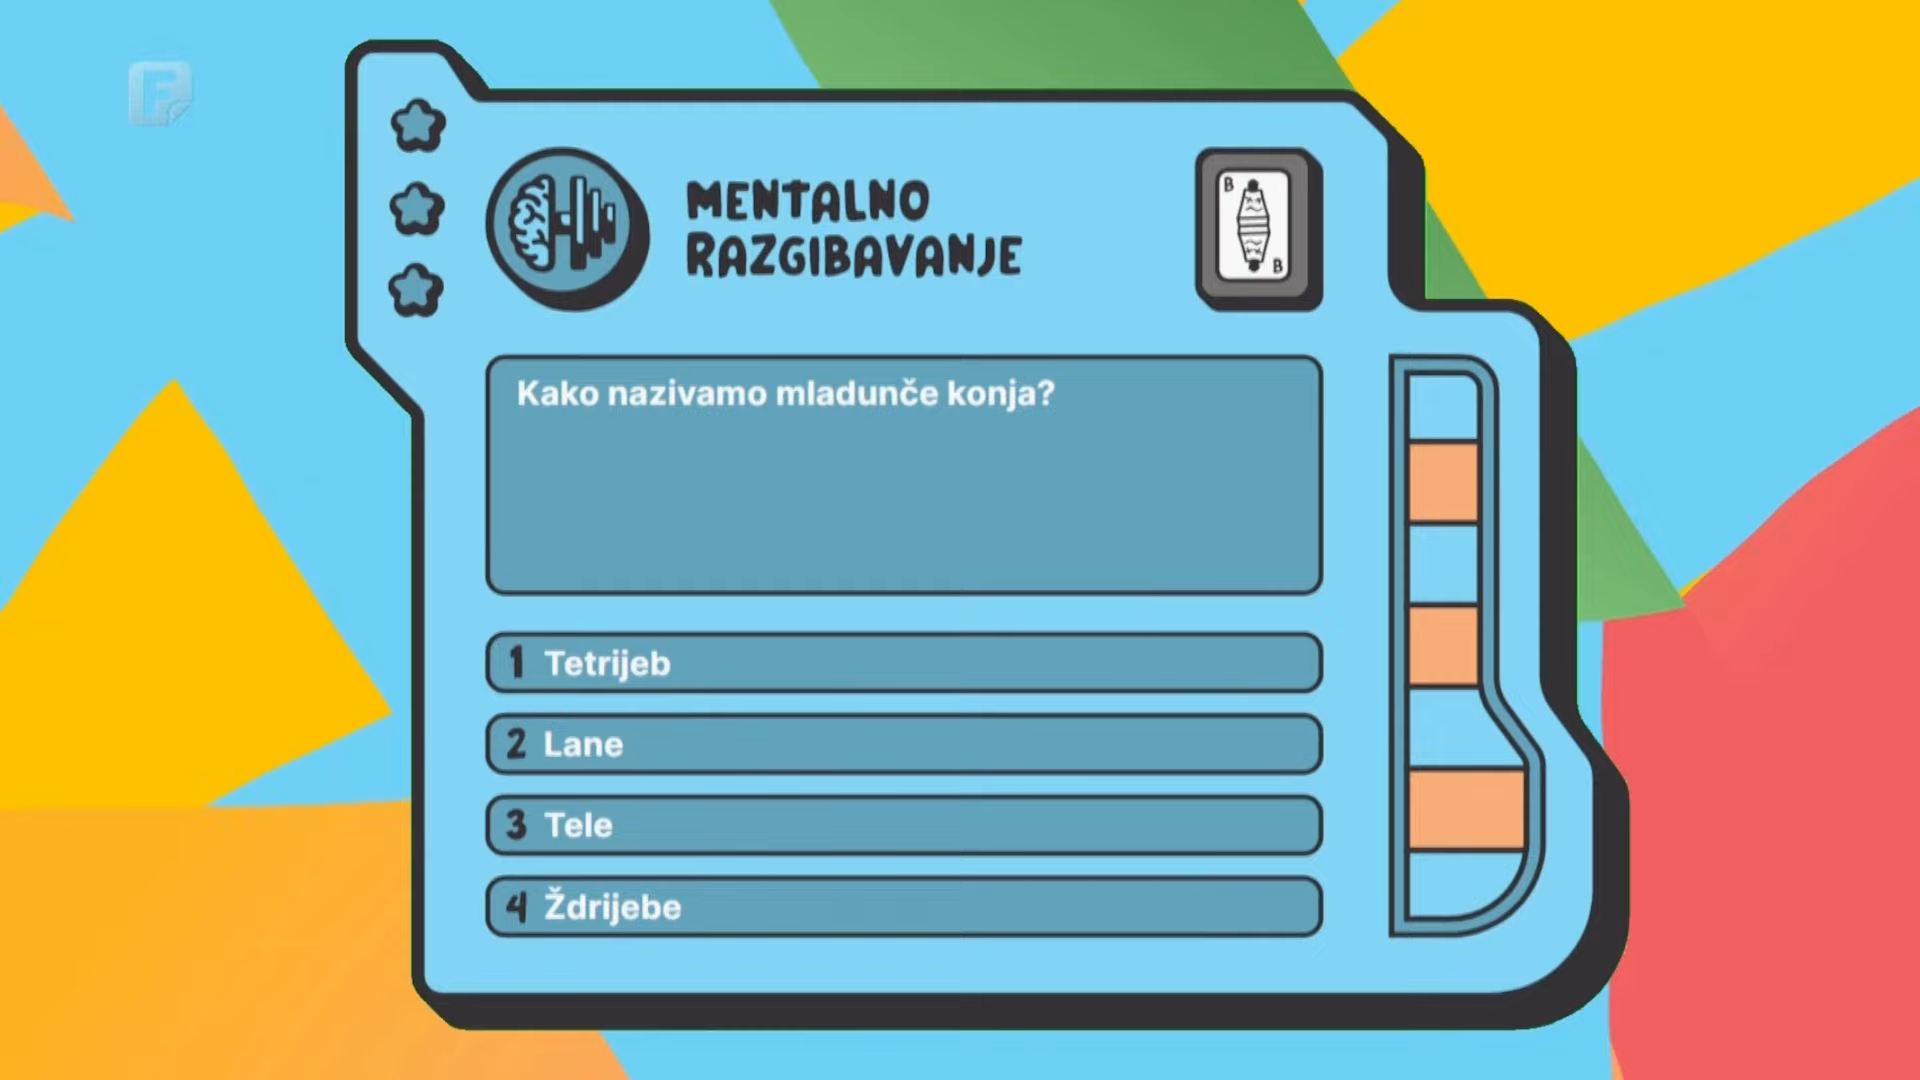 F
MENTALNO
RAZGIBAVANJE
B
B
Kako nazivamo mladunče konja?
1 Tetrijeb
2 Lane
3 Tele
4 Ždrijebe